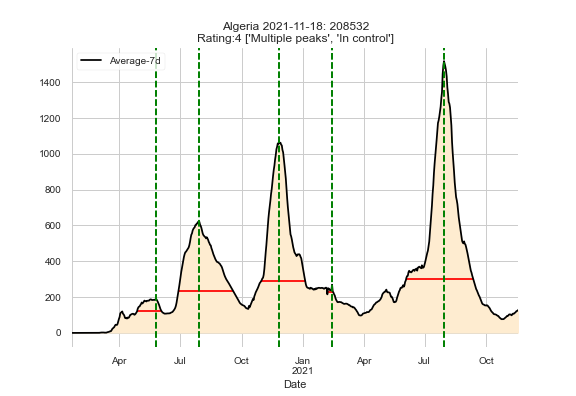 Algeria 2021-11-18: 208532
Rating:4 ['Multiple peaks', 'In control']
Average-7d
1400
1200
1000
800
600
400
200
0
Apr Jul Oct Jan Apr Jul Oct
2021
Date